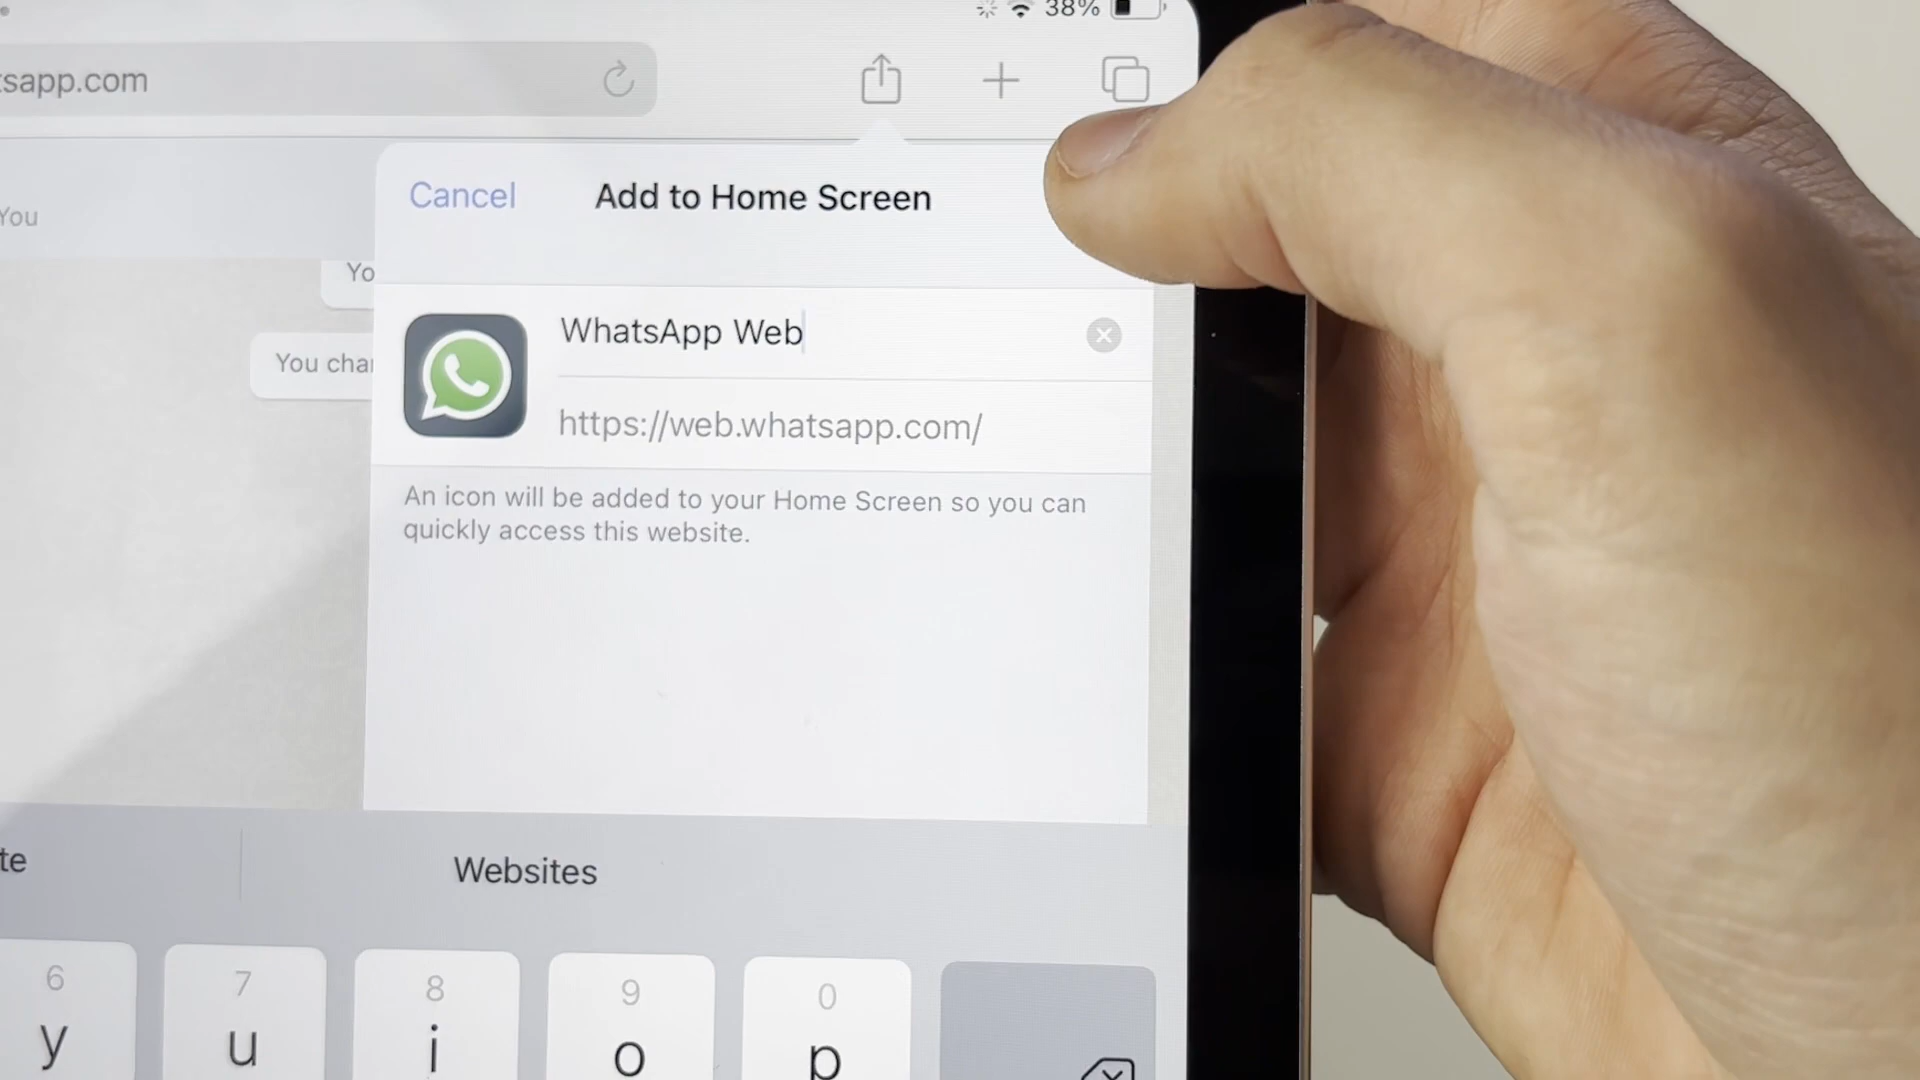 38%
tsapp.com
Cancel
Add to Home Screen
You
Yo
WhatsApp Web
You char
https://web.whatsapp.com/
An icon will be added to your Home Screen so you can
quickly access this website.
te
Websites
6 7 8 9 0
y u i o p